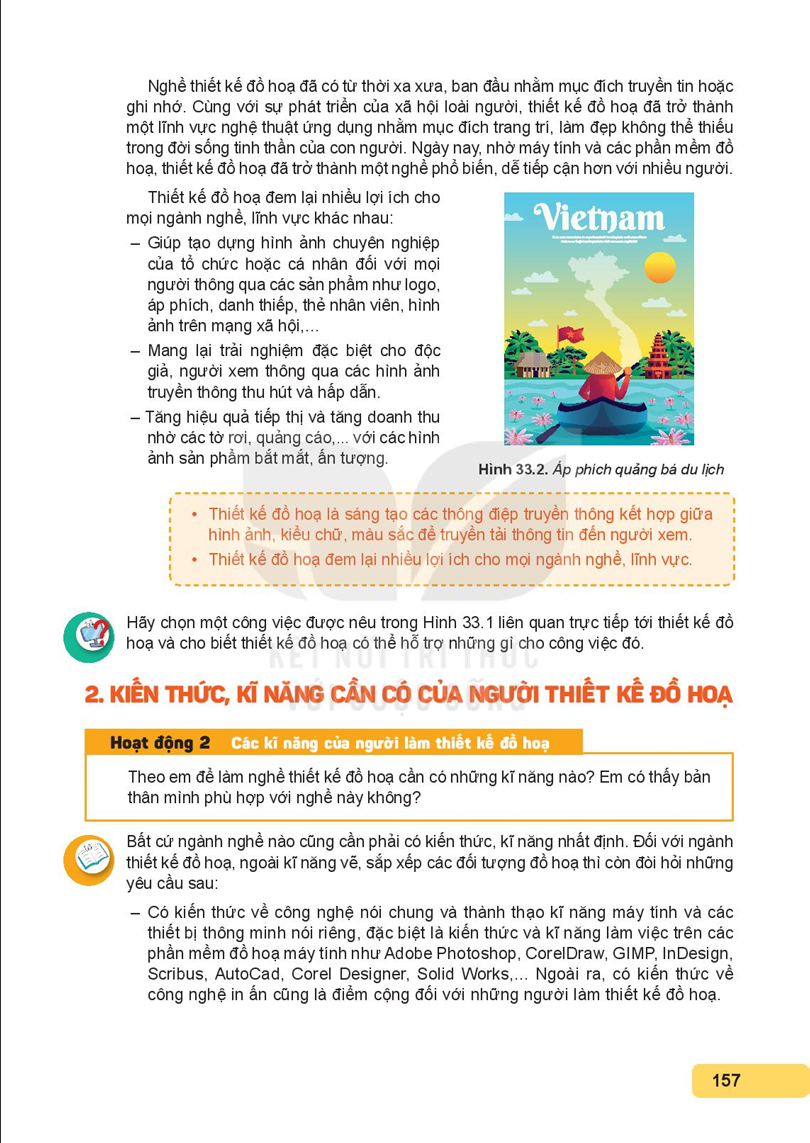 Nghề thiết kế đồ hoạ đã có từ thời xa xưa, ban đầu nhằm mục đích truyền tin hoặc
ghi nhớ. Cùng với sự phát triển của xã hội loài người, thiết kế đồ hoạ đã trở thành
một lĩnh vực nghệ thuật ứng dụng nhằm mục đích trang trí, làm đẹp không thể thiếu
trong đời sống tinh thần của con người. Ngày nay, nhờ máy tính và các phần mềm đồ
hoạ, thiết kế đồ hoạ đã trở thành một nghề phổ biến, dễ tiếp cận hơn với nhiều người.
Thiết kế đồ hoạ đem lại nhiều lợi ích cho
mọi ngành nghề, lĩnh vực khác nhau:
– Giúp tạo dựng hình ảnh chuyên nghiệp
của tổ chức hoặc cá nhân đối với mọi
người thông qua các sản phẩm như logo,
áp phích, danh thiếp, thẻ nhân viên, hình
ảnh trên mạng xã hội,...
– Mang lại trải nghiệm đặc biệt cho độc
giả, người xem thông qua các hình ảnh
truyền thông thu hút và hấp dẫn.
– Tăng hiệu quả tiếp thị và tăng doanh thu
nhờ các tờ rơi, quảng cáo,... với các hình
ảnh sản phẩm bắt mắt, ấn tượng.
Vietnam
Hình 33.2. Áp phích quảng bá du lịch
• Thiết kế đồ hoạ là sáng tạo các thông điệp truyền thông kết hợp giữa
hình ảnh, kiểu chữ, màu sắc để truyền tải thông tin đến người xem.
• Thiết kế đồ hoạ đem lại nhiều lợi ích cho mọi ngành nghề, lĩnh vực.
Hãy chọn một công việc được nêu trong Hình 33.1 liên quan trực tiếp tới thiết kế đồ
hoạ và cho biết thiết kế đồ hoạ có thể hỗ trợ những gì cho công việc đó.
KẾT NỐI TRI THỨC
VỚI CUỘC SỐNG
2. KIẾN THỨC, KĨ NĂNG CẦN CÓ CỦA NGƯỜI THIẾT KẾ ĐỒ HOẠ
Hoạt động 2 Các kĩ năng của người làm thiết kế đồ hoạ
Theo em để làm nghề thiết kế đồ hoạ cần có những kĩ năng nào? Em có thấy bản
thân mình phù hợp với nghề này không?
Bất cứ ngành nghề nào cũng cần phải có kiến thức, kĩ năng nhất định. Đối với ngành
thiết kế đồ hoạ, ngoài kĩ năng vẽ, sắp xếp các đối tượng đồ hoạ thì còn đòi hỏi những
yêu cầu sau:
– Có kiến thức về công nghệ nói chung và thành thạo kĩ năng máy tính và các
thiết bị thông minh nói riêng, đặc biệt là kiến thức và kĩ năng làm việc trên các
phần mềm đồ hoạ máy tính như Adobe Photoshop, CorelDraw, GIMP, InDesign,
Scribus, AutoCad, Corel Designer, Solid Works,... Ngoài ra, có kiến thức về
công nghệ in ấn cũng là điểm cộng đối với những người làm thiết kế đồ hoạ.
157